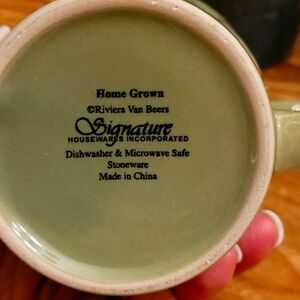 Home Grown
©Riviera Van Beers
Signature
HOUSEWARES INCORPORATED
Dishwasher & Microwave Safe
Stoneware
Made in China